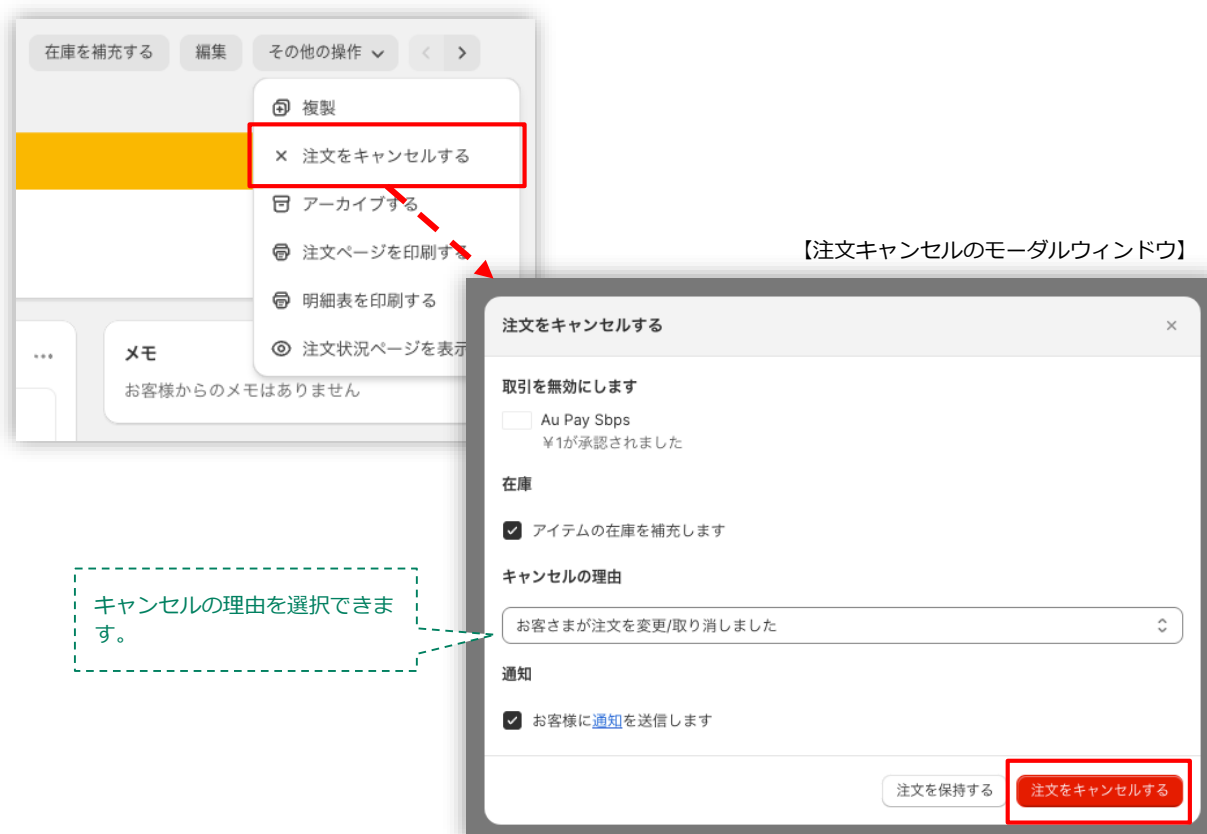 在庫を補充する 編集 その他の操作
複製
注文をキャンセルする
アーカイブする
注文ページを印刷する
明細表を印刷する
注文状況ページを表示
メモ
お客様からのメモはありません
【注文キャンセルのモーダルウィンドウ】
注文をキャンセルする
取引を無効にします
Au Pay Sbps
￥1が承認されました
在庫
アイテムの在庫を補充します
キャンセルの理由
お客さまが注文を変更/取り消しました
通知
お客様に通知を送信します
注文を保持する 注文をキャンセルする
キャンセルの理由を選択できま
す。